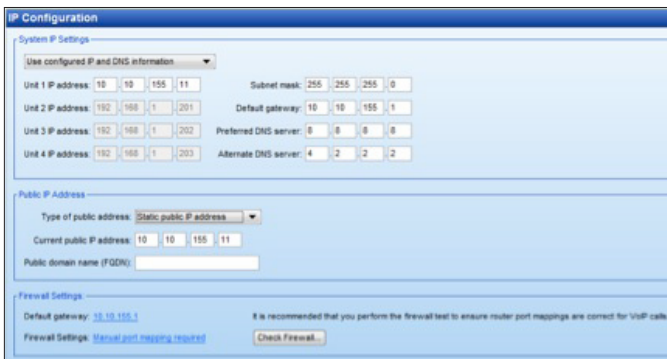 IP Configuration
System IP Settings
Use configured IP and DNS information
Unit 1 IP address: 10 . 10 . 155 . 11 Subnet mask: 255 . 255 . 255 . 0
Unit 2 IP address: 192 . 168 . 1 . 201 Default gateway: 10 . 10 . 155 . 1
Unit 3 IP address: 192 . 168 . 1 . 202 Preferred DNS server: 8 . 8 . 8 . 8
Unit 4 IP address: 192 . 168 . 1 . 203 Alternate DNS server: 4 . 2 . 2 . 2
Public IP Address
Type of public address: Static public IP address
Current public IP address: 10 . 10 . 155 . 11
Public domain name (FQDN):
Firewall Settings
Default gateway: 10.10.155.1 It is recommended that you perform the firewall test to ensure router port mappings are correct for VoIP calls
Firewall Settings: Manual port mapping required Check Firewall...